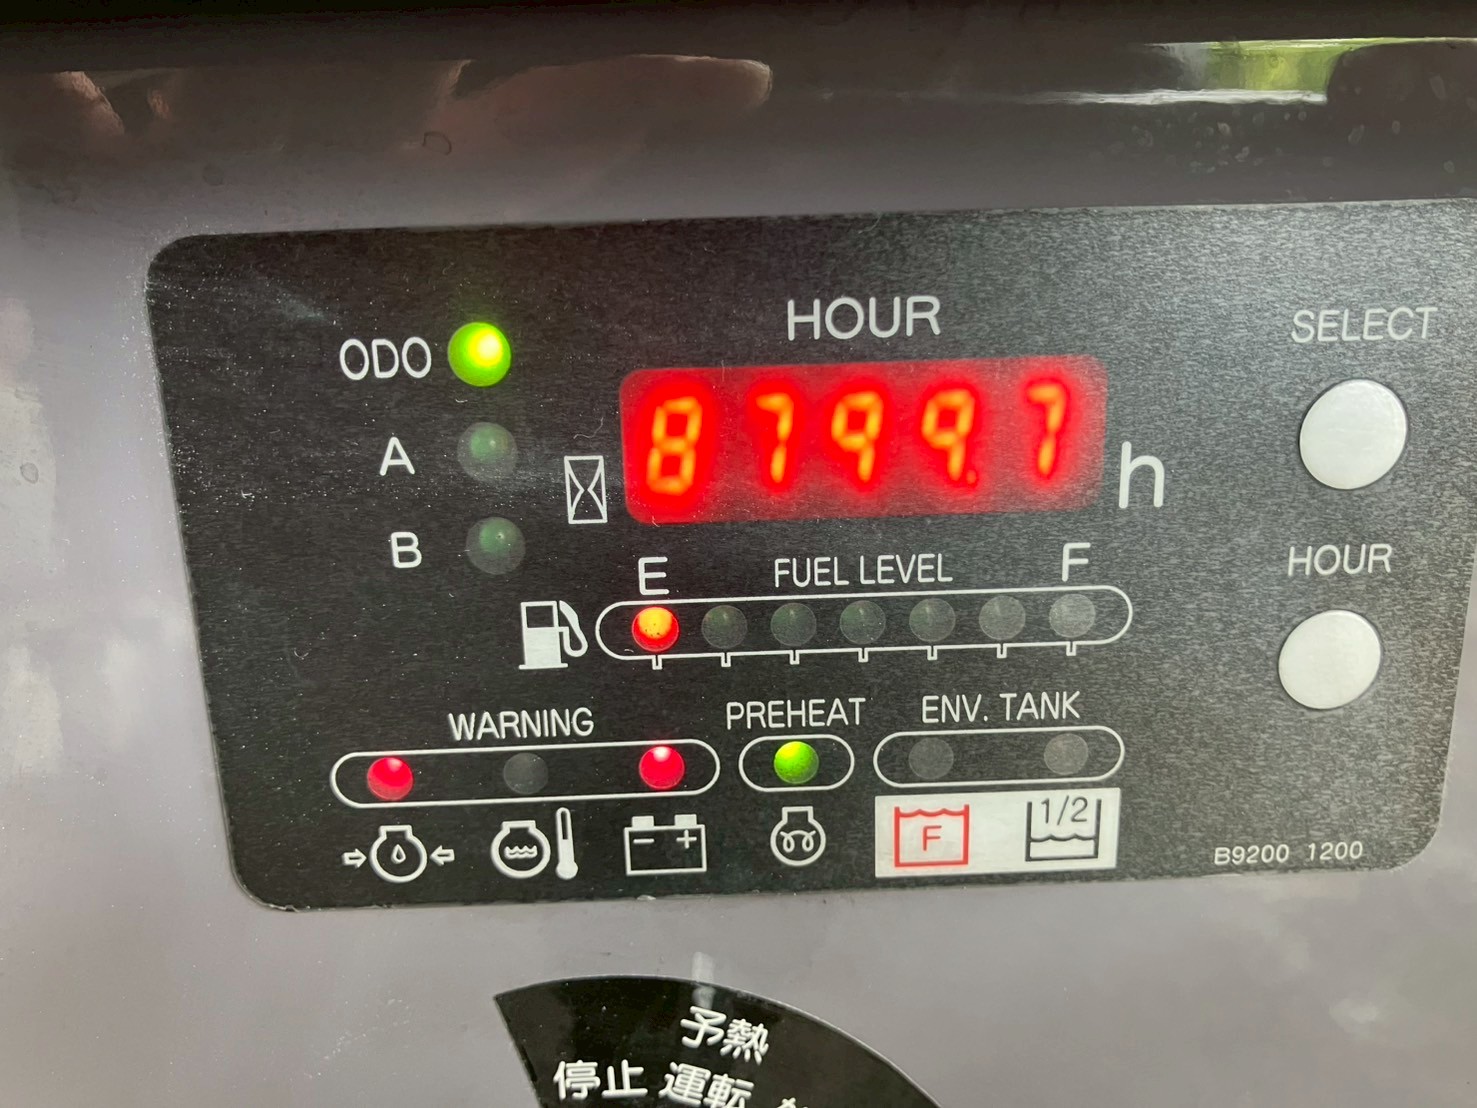 HOUR
SELECT
ODO
8799.7 h
A
B
HOUR
E FUEL LEVEL F
WARNING PREHEAT ENV. TANK
F 1/2
B9200 1200
予熱
停止 運転